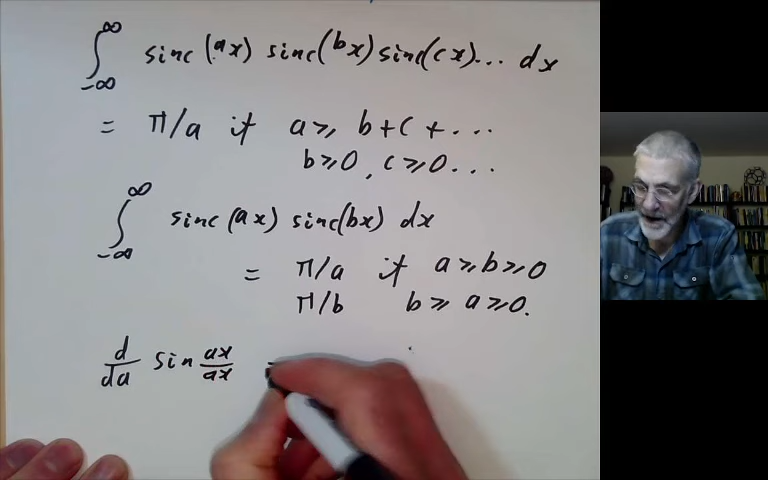 ∫_{-∞}^{∞} sinc(ax) sinc(bx) sinc(cx)... dx
= π/a if a ⩾ b+c+...
b⩾0, c⩾0...
∫_{-∞}^{∞} sinc(ax) sinc(bx) dx
= π/a if a⩾b⩾0
π/b b⩾a⩾0.
d/da sin ax/ax =